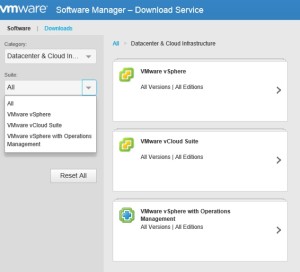 vmware Software Manager – Download Service
Software | Downloads
Category:
Datacenter & Cloud In...
Suite:
All
All
VMware vSphere
VMware vCloud Suite
VMware vSphere with Operations
Management
Reset All
All > Datacenter & Cloud Infrastructure
VMware vSphere
All Versions | All Editions
VMware vCloud Suite
All Versions | All Editions
VMware vSphere with Operations
Management
All Versions | All Editions